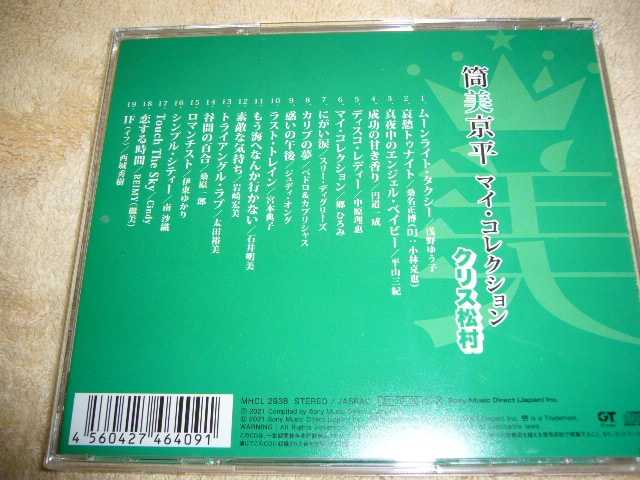 筒美京平 マイ・コレクション
クリス松村
1. ムーンライト・タクシー/浅野ゆう子
2. 哀愁トゥナイト/桑名正博(DJ:小林克也)
3. 真夜中のエンジェル・ベイビー/平山三紀
4. 成功の甘き香り/円道一成
5. ディスコ・レディー/中原理恵
6. マイ・コレクション/郷ひろみ
7. にがい涙/スリー・ディグリーズ
8. カリブの夢/ペドロ&カプリシャス
9. 惑いの午後/ジュディ・オング
10. ラスト・トレイン/宮本典子
11. もう海へなんか行かない/石井明美
12. 素敵な気持ち/岩崎宏美
13. トライアングル・ラブ/太田裕美
14. 谷間の百合/桑原一郎
15. ロマンチスト/伊東ゆかり
16. シンプル・シティー/南 沙織
17. Touch The Sky/Cindy
18. 恋する時間/REIMY(麗美)
19. IF(イフ)/西城秀樹
美
MHCL 2938 STEREO / JASRAC
Sony Music Direct (Japan) Inc.
℗ 2021 Compiled by Sony Music Direct
© 2021 Sony Music Direct (Japan) Inc.
is a Trademark.
WARNING: All Rights
GT
4 560427 464091